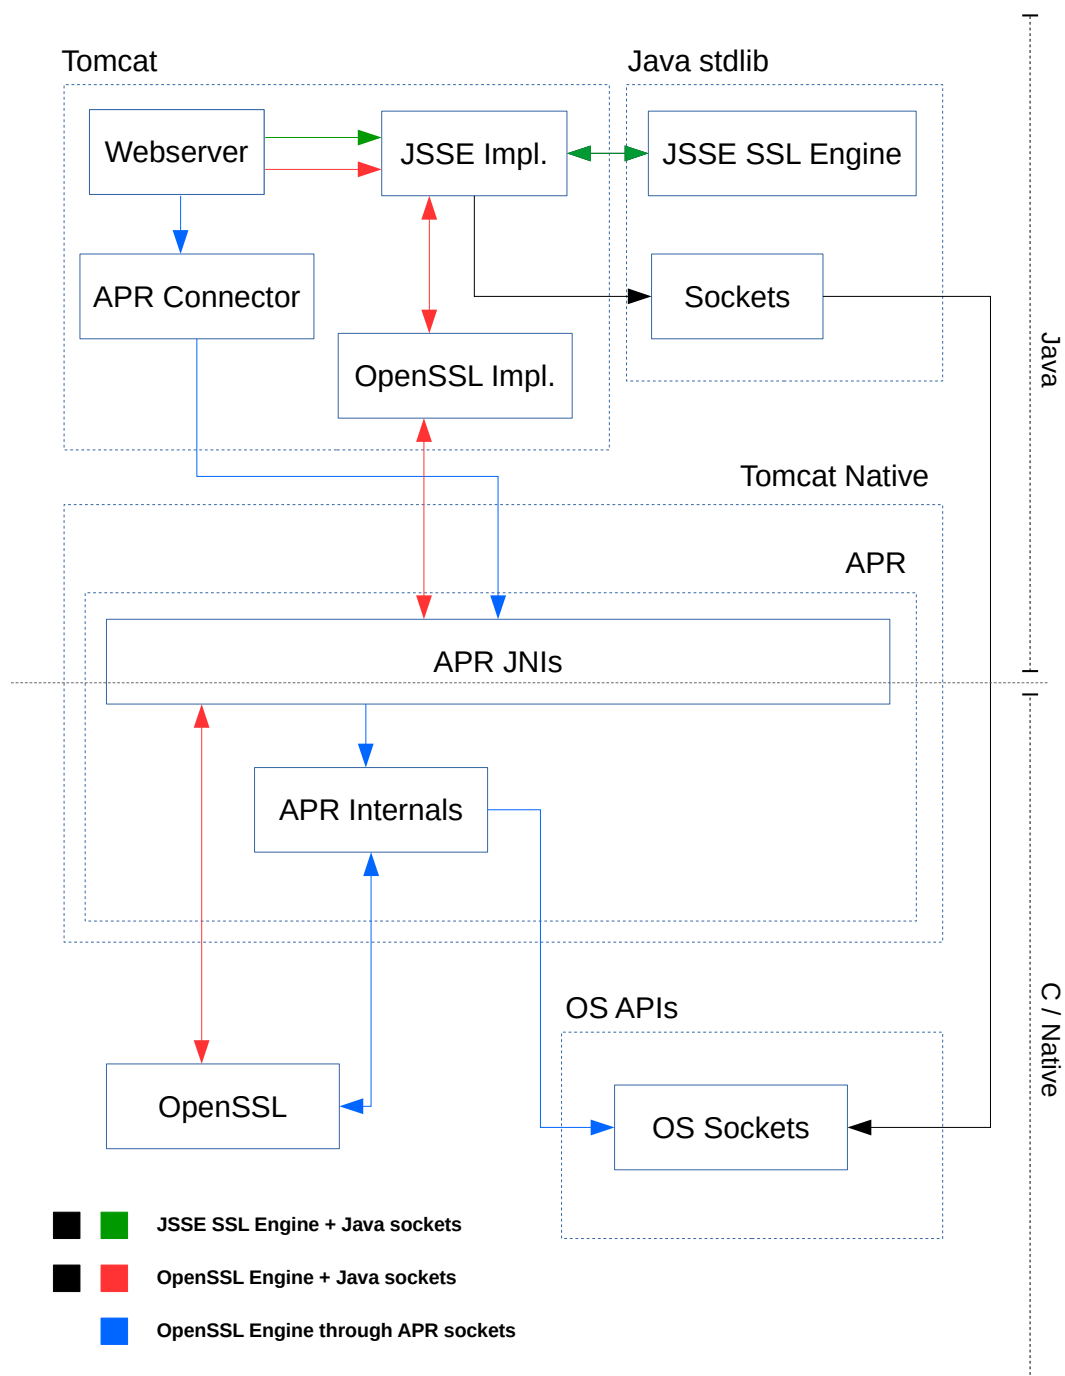 Tomcat
Java stdlib
Webserver
JSSE Impl.
JSSE SSL Engine
APR Connector
Sockets
OpenSSL Impl.
Java
Tomcat Native
APR
APR JNIs
APR Internals
C / Native
OS APIs
OpenSSL
OS Sockets
JSSE SSL Engine + Java sockets
OpenSSL Engine + Java sockets
OpenSSL Engine through APR sockets